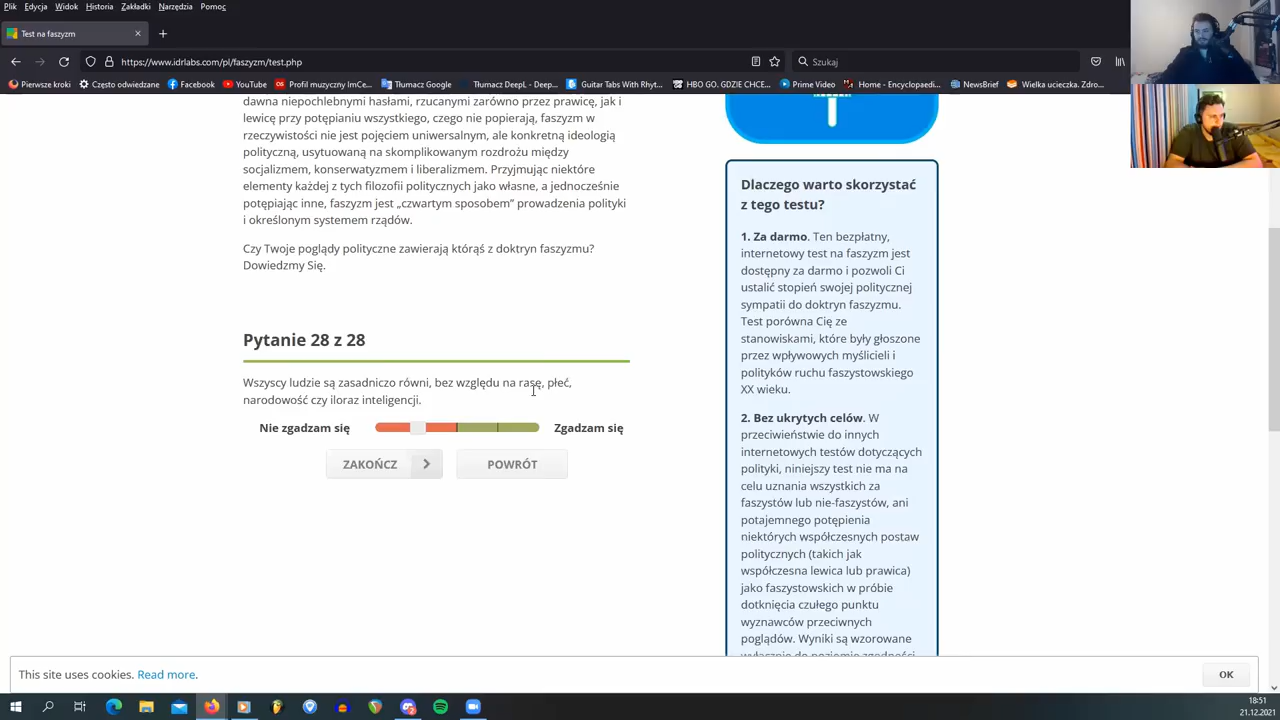 Plik Edycja Widok Historia Zakładki Narzędzia Pomoc
Test na faszyzm
https://www.idrlabs.com/pl/faszyzm/test.php
Szukaj
Pierwsze kroki Często odwiedzane Facebook YouTube Profil muzyczny ImCe... Tłumacz Google Tłumacz DeepL - Deep... Guitar Tabs With Rhyt... HBO GO. GDZIE CHCE... Prime Video Home - Encyclopaedi... NewsBrief Wielka ucieczka. Zdro...
dawna niepochlebnymi hasłami, rzucanymi zarówno przez prawicę, jak i
lewicę przy potępianiu wszystkiego, czego nie popierają, faszyzm w
rzeczywistości nie jest pojęciem uniwersalnym, ale konkretną ideologią
polityczną, usytuowaną na skomplikowanym rozdrożu między
socjalizmem, konserwatyzmem i liberalizmem. Przyjmując niektóre
elementy każdej z tych filozofii politycznych jako własne, a jednocześnie
potępiając inne, faszyzm jest „czwartym sposobem” prowadzenia polityki
i określonym systemem rządów.
Czy Twoje poglądy polityczne zawierają którąś z doktryn faszyzmu?
Dowiedzmy Się.
Pytanie 28 z 28
Wszyscy ludzie są zasadniczo równi, bez względu na rasę, płeć,
narodowość czy iloraz inteligencji.
Nie zgadzam się Zgadzam się
ZAKOŃCZ POWRÓT
Dlaczego warto skorzystać
z tego testu?
1. Za darmo. Ten bezpłatny,
internetowy test na faszyzm jest
dostępny za darmo i pozwoli Ci
ustalić stopień swojej politycznej
sympatii do doktryn faszyzmu.
Test porówna Cię ze
stanowiskami, które były głoszone
przez wpływowych myślicieli i
polityków ruchu faszystowskiego
XX wieku.
2. Bez ukrytych celów. W
przeciwieństwie do innych
internetowych testów dotyczących
polityki, niniejszy test nie ma na
celu uznania wszystkich za
faszystów lub nie-faszystów, ani
potajemnego potępienia
niektórych współczesnych postaw
politycznych (takich jak
współczesna lewica lub prawica)
jako faszystowskich w próbie
dotknięcia czułego punktu
wyznawców przeciwnych
poglądów. Wyniki są wzorowane
wyłącznie do poziemie zgodności
This site uses cookies. Read more.
OK
18:51
21.12.2021